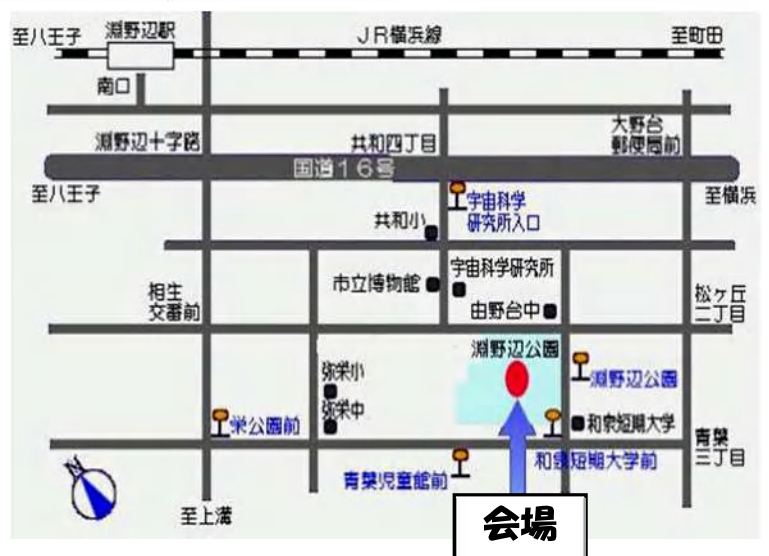 至八王子
淵野辺駅
JR横浜線
至町田
南口
淵野辺十字路
共和四丁目
大野台
郵便局前
国道16号
至八王子
至横浜
宇宙科学
研究所入口
共和小
市立博物館
宇宙科学研究所
由野台中
相生
交番前
松ヶ丘
二丁目
淵野辺公園
弥栄小
弥栄中
淵野辺公園
栄公園前
和泉短期大学
青葉
三丁目
和泉短期大学前
青葉児童館前
N
至上溝
会場